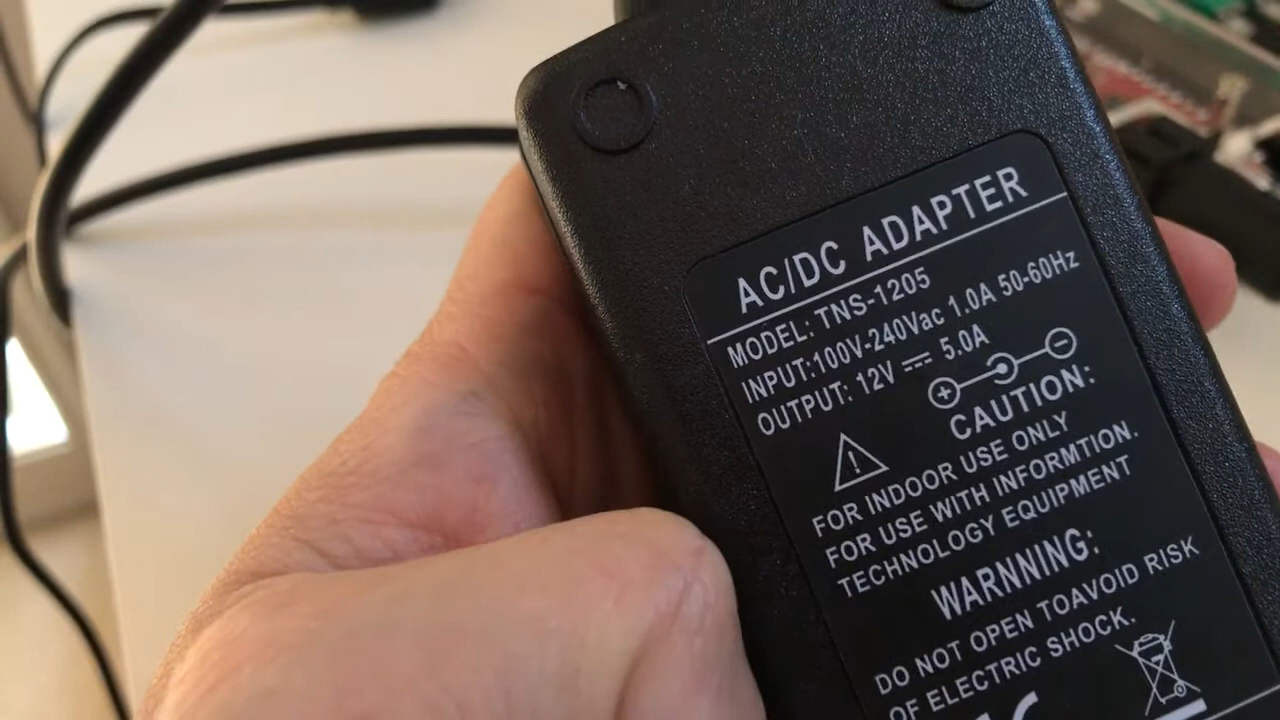 AC/DC ADAPTER
MODEL: TNS-1205
INPUT:100V-240Vac 1.0A 50-60Hz
OUTPUT: 12V ⎓ 5.0A
CAUTION:
FOR INDOOR USE ONLY
FOR USE WITH INFORMTION.
TECHNOLOGY EQUIPMENT
WARNNING:
DO NOT OPEN TOAVOID RISK
OF ELECTRIC SHOCK.